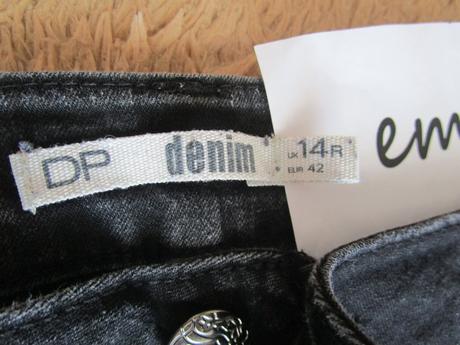 DP denim UK 14R
EUR 42
em